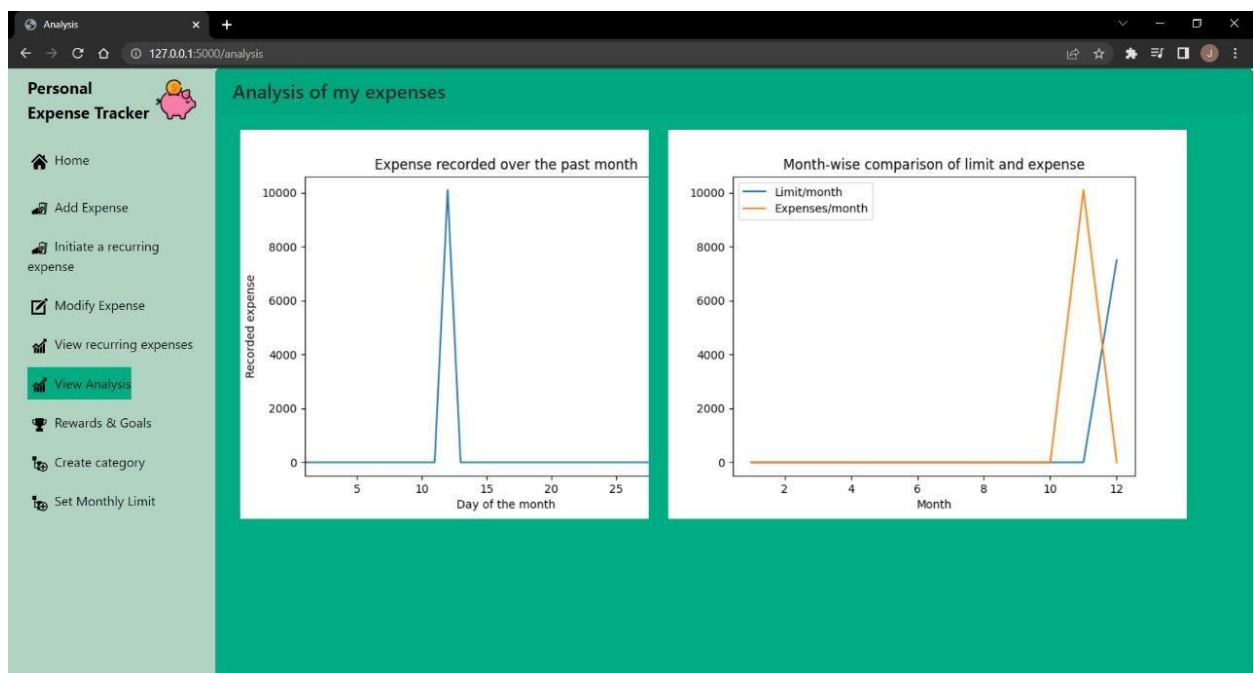 Analysis
127.0.0.1:5000/analysis
J
Personal
Expense Tracker
Home
Add Expense
Initiate a recurring
expense
Modify Expense
View recurring expenses
View Analysis
Rewards & Goals
Create category
Set Monthly Limit
Analysis of my expenses
Expense recorded over the past month
Recorded expense
10000
8000
6000
4000
2000
0
5 10 15 20 25
Day of the month
Month-wise comparison of limit and expense
Limit/month
Expenses/month
10000
8000
6000
4000
2000
0
2 4 6 8 10 12
Month